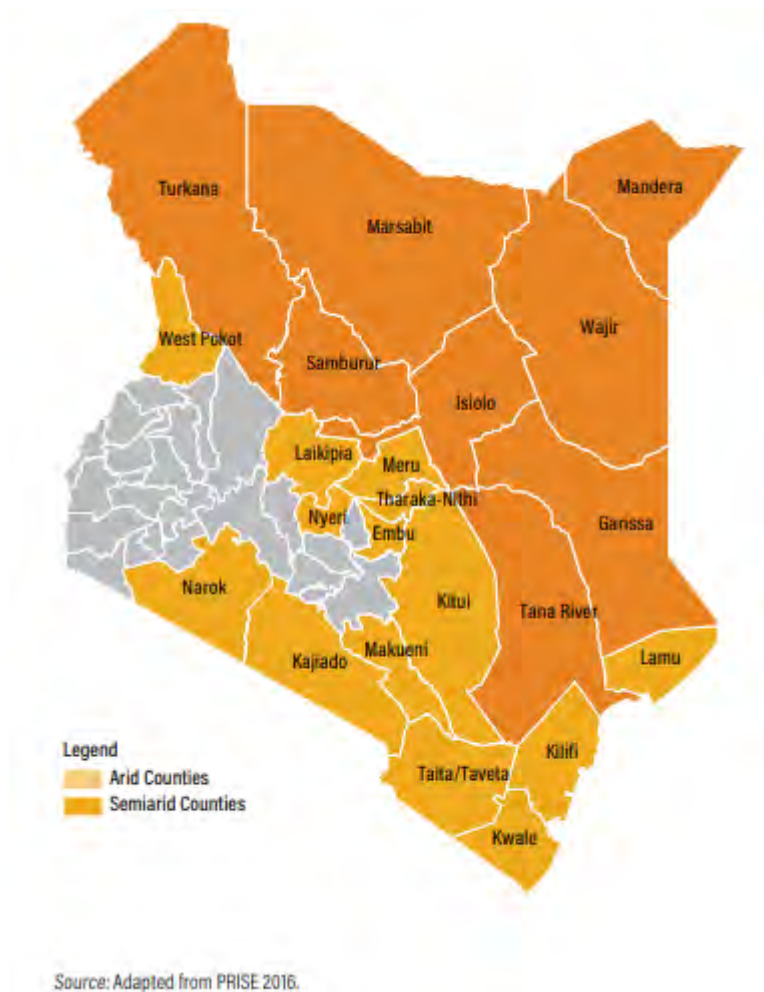 Mandera
Turkana
Marsabit
Wajir
West Pokot
Samburur
Isiolo
Laikipia
Meru
Tharaka-Nithi
Nyeri
Embu
Garissa
Narok
Kitui
Tana River
Makueni
Kajiado
Lamu
Kilifi
Taita/Taveta
Kwale
Legend
Arid Counties
Semiarid Counties
Source: Adapted from PRISE 2016.